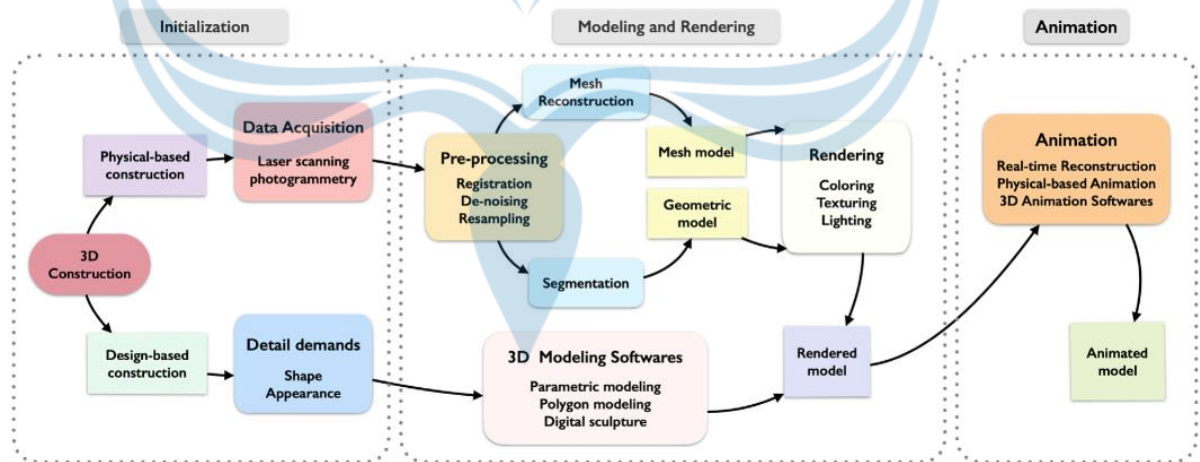 Initialization
Modeling and Rendering
Animation
3D
Construction
Physical-based
construction
Data Acquisition
Laser scanning
photogrammetry
Design-based
construction
Detail demands
Shape
Appearance
Pre-processing
Registration
De-noising
Resampling
Mesh
Reconstruction
Mesh model
Geometric
model
Segmentation
Rendering
Coloring
Texturing
Lighting
3D Modeling Softwares
Parametric modeling
Polygon modeling
Digital sculpture
Rendered
model
Animation
Real-time Reconstruction
Physical-based Animation
3D Animation Softwares
Animated
model